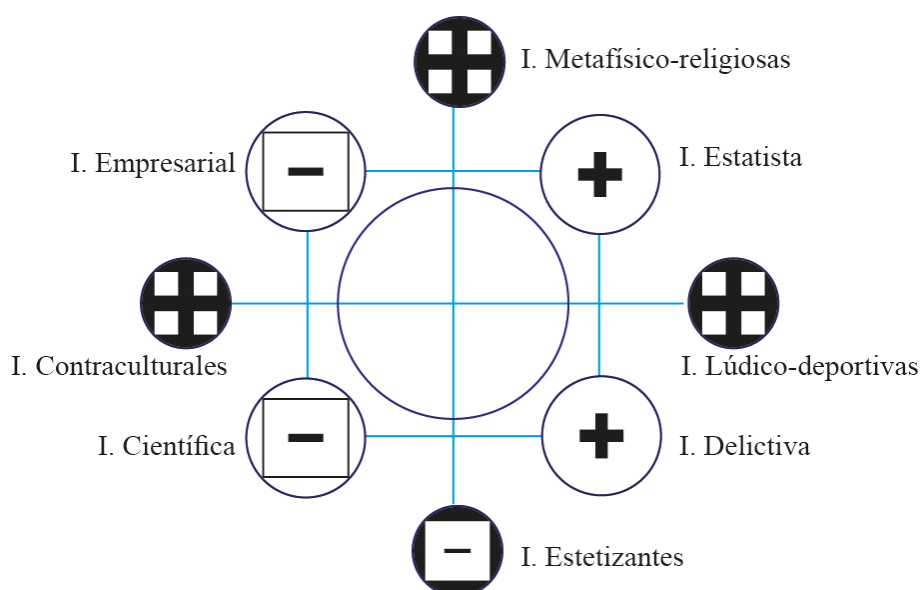 I. Metafísico-religiosas
I. Empresarial
I. Estatista
I. Contraculturales
I. Lúdico-deportivas
I. Científica
I. Delictiva
I. Estetizantes